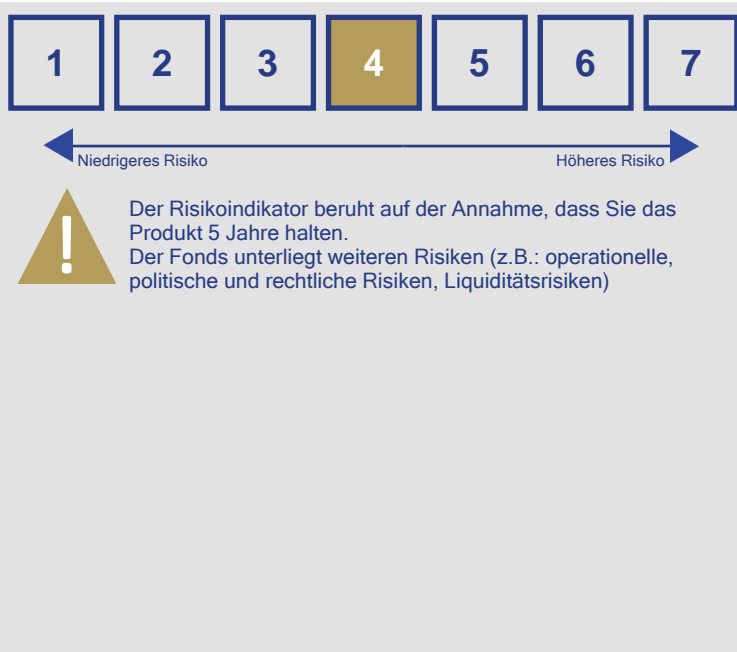 1 2 3 4 5 6 7
Niedrigeres Risiko Höheres Risiko
!
Der Risikoindikator beruht auf der Annahme, dass Sie das
Produkt 5 Jahre halten.
Der Fonds unterliegt weiteren Risiken (z.B.: operationelle,
politische und rechtliche Risiken, Liquiditätsrisiken)